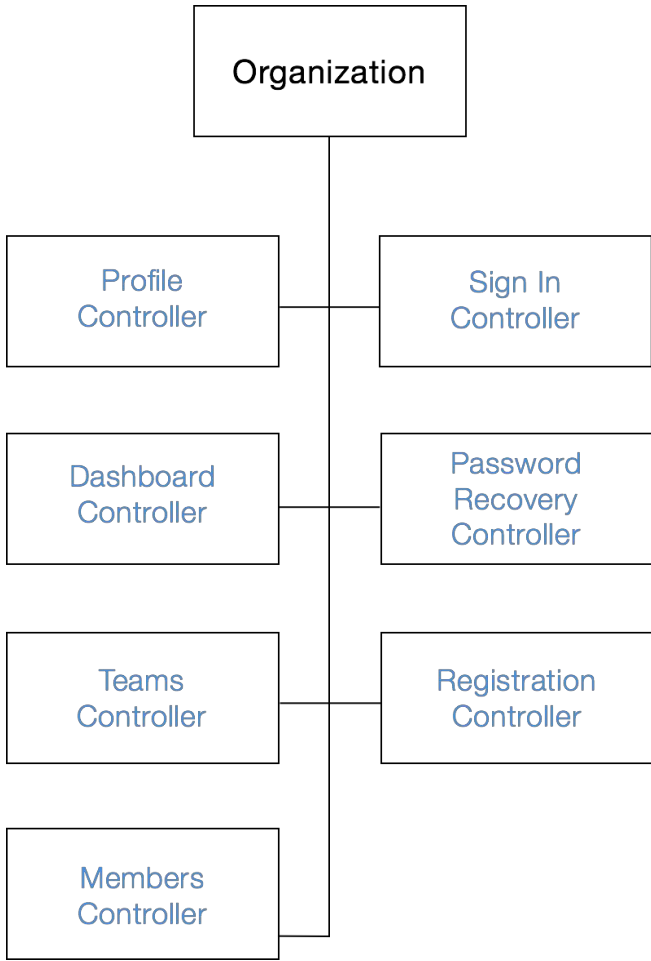 Organization
Profile
Controller
Sign In
Controller
Dashboard
Controller
Password
Recovery
Controller
Teams
Controller
Registration
Controller
Members
Controller